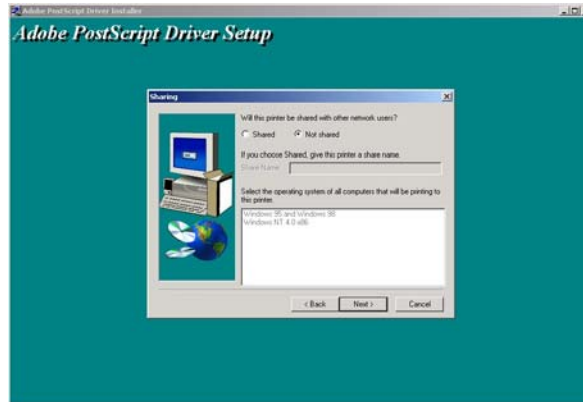 Adobe PostScript Driver Installer
Adobe PostScript Driver Setup
Sharing
Will this printer be shared with other network users?
Shared
Not shared
If you choose Shared, give this printer a share name.
Share Name:
Select the operating system of all computers that will be printing to
this printer.
Windows 95 and Windows 98
Windows NT 4.0 x86
< Back
Next >
Cancel